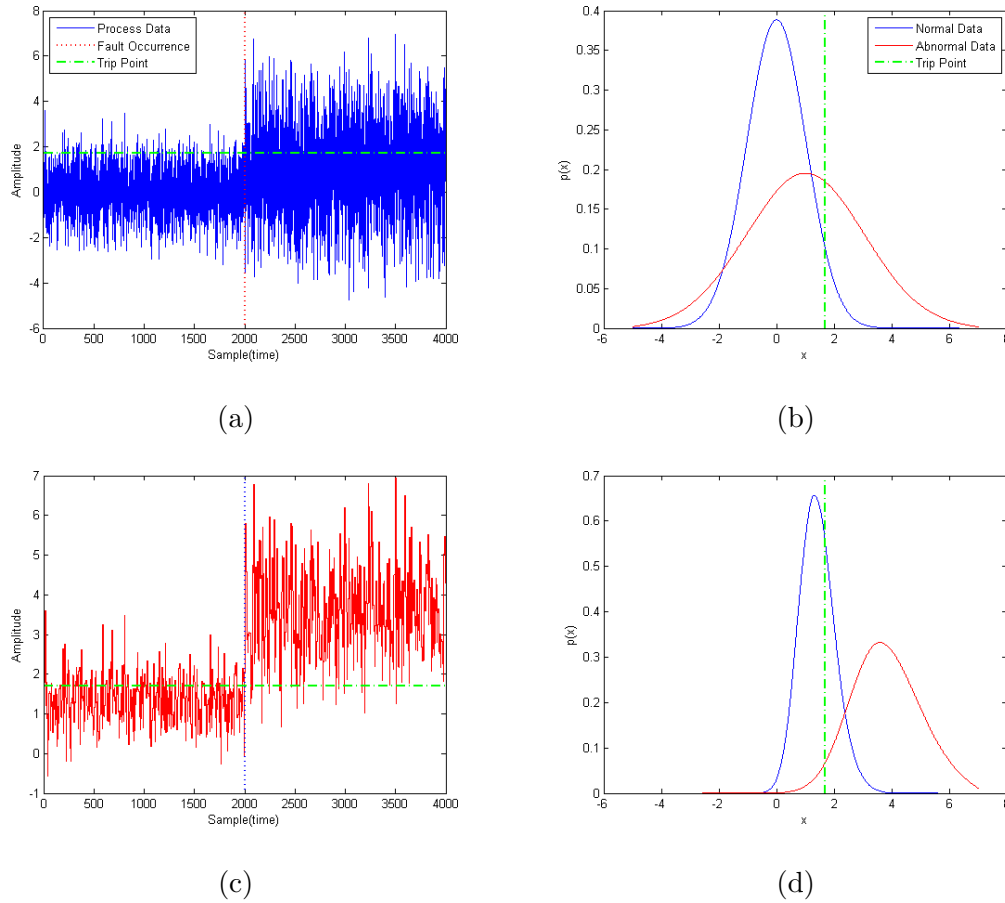 8
6
4
2
0
-2
-4
-6
Amplitude
Process Data
Fault Occurrence
Trip Point
0 500 1000 1500 2000 2500 3000 3500 4000
Sample(time)
(a)
0.4
0.35
0.3
0.25
0.2
0.15
0.1
0.05
0
p(x)
Normal Data
Abnormal Data
Trip Point
-6 -4 -2 0 2 4 6 8
x
(b)
7
6
5
4
3
2
1
0
-1
Amplitude
0 500 1000 1500 2000 2500 3000 3500 4000
Sample(time)
(c)
0.7
0.6
0.5
0.4
0.3
0.2
0.1
0
p(x)
-6 -4 -2 0 2 4 6 8
x
(d)